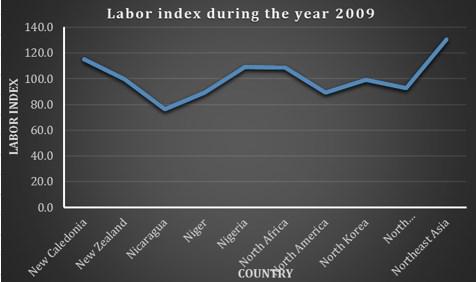 Labor index during the year 2009
140.0
120.0
100.0
80.0
60.0
40.0
20.0
0.0
LABOR INDEX
New Caledonia
New Zealand
Nicaragua
Niger
Nigeria
North Africa
North America
North Korea
North...
Northeast Asia
COUNTRY